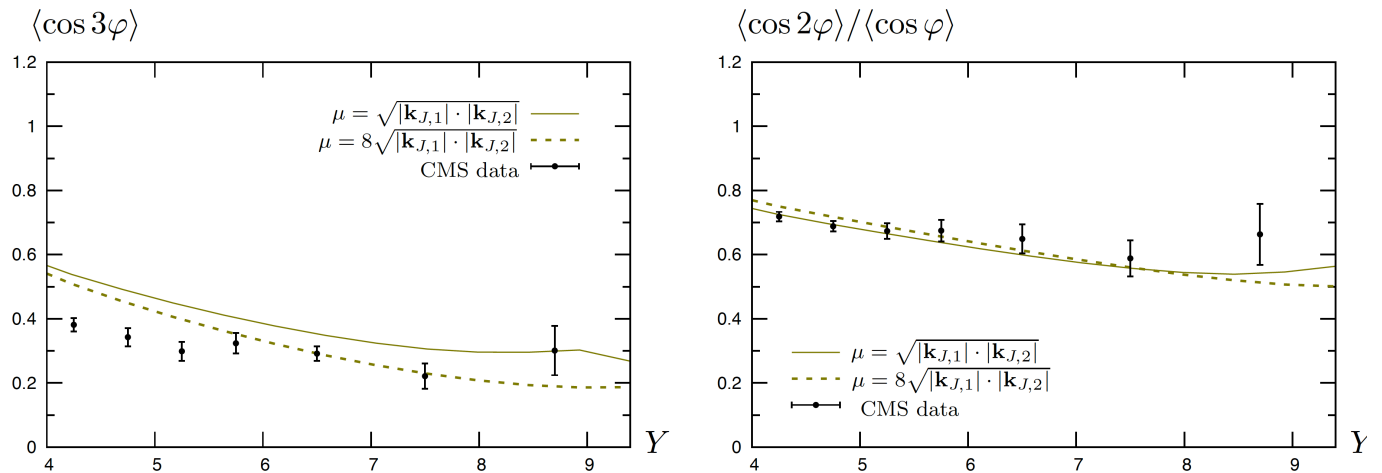 ⟨cos 3φ⟩
1.2
1
0.8
0.6
0.4
0.2
0
4 5 6 7 8 9
Y
μ = √|k_{J,1}| · |k_{J,2}|
μ = 8√|k_{J,1}| · |k_{J,2}|
CMS data
⟨cos 2φ⟩/⟨cos φ⟩
1.2
1
0.8
0.6
0.4
0.2
0
4 5 6 7 8 9
Y
μ = √|k_{J,1}| · |k_{J,2}|
μ = 8√|k_{J,1}| · |k_{J,2}|
CMS data